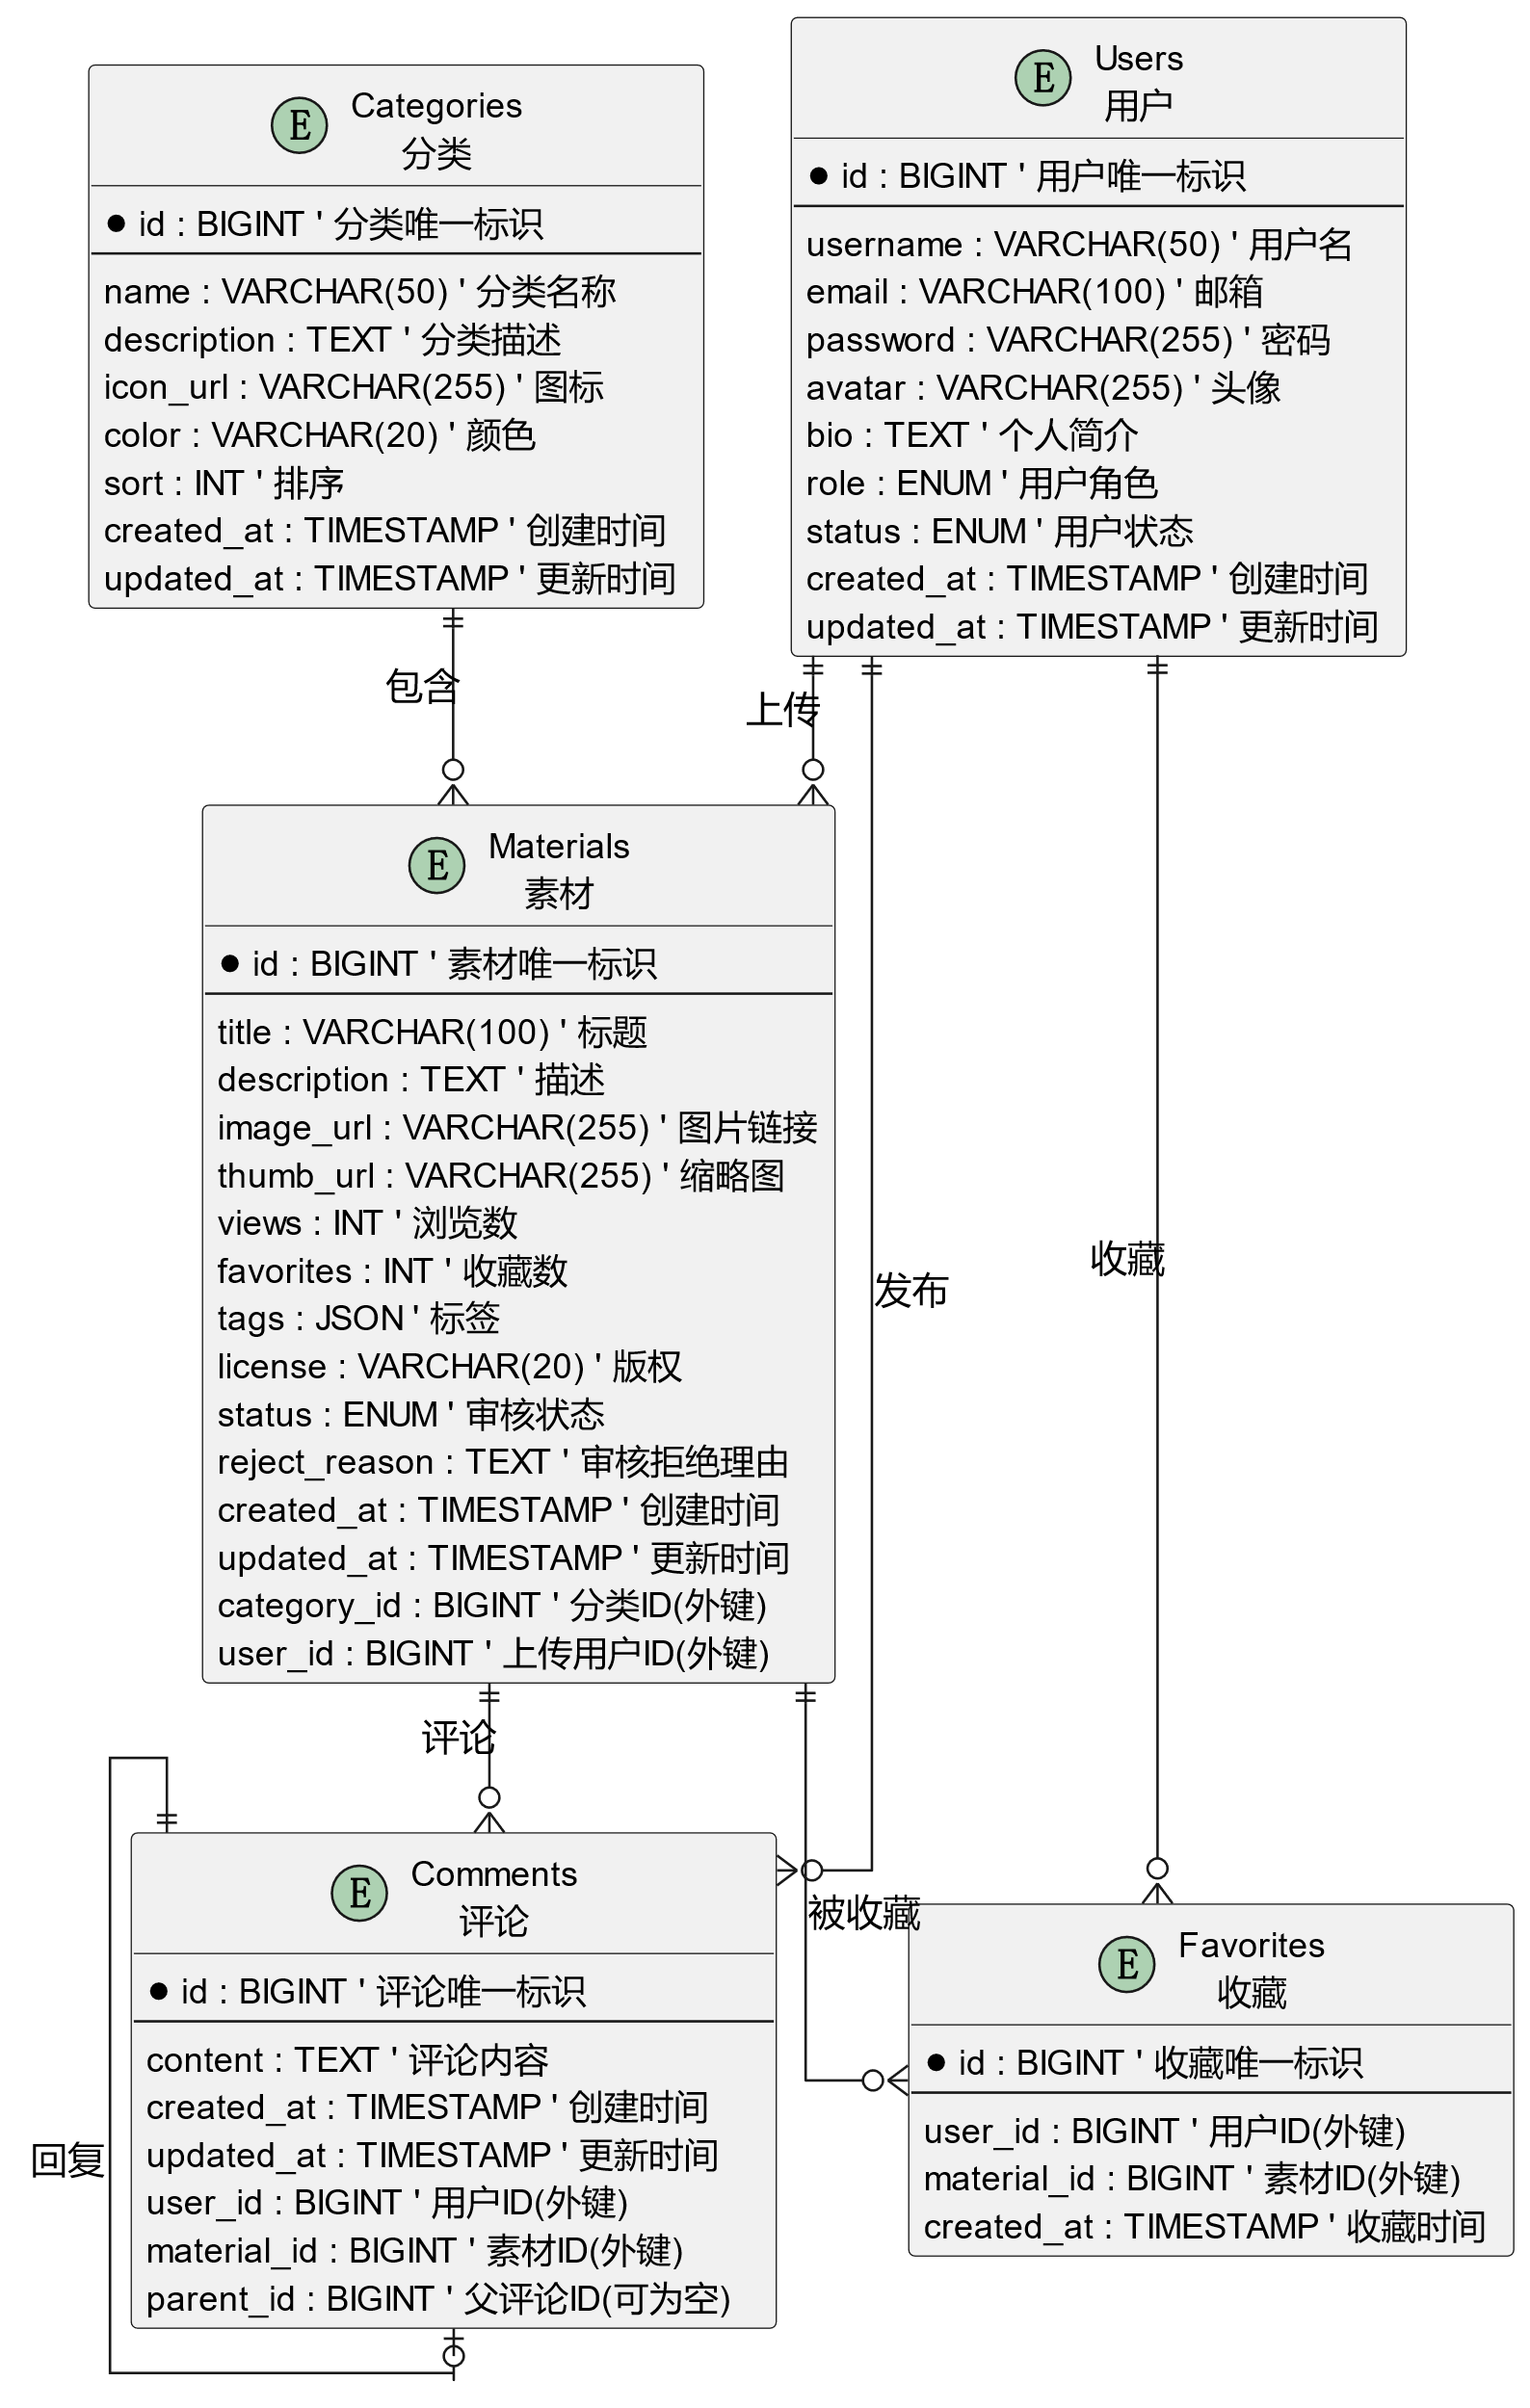 Categories
分类
id : BIGINT ' 分类唯一标识
name : VARCHAR(50) ' 分类名称
description : TEXT ' 分类描述
icon_url : VARCHAR(255) ' 图标
color : VARCHAR(20) ' 颜色
sort : INT ' 排序
created_at : TIMESTAMP ' 创建时间
updated_at : TIMESTAMP ' 更新时间
E
Users
用户
id : BIGINT ' 用户唯一标识
username : VARCHAR(50) ' 用户名
email : VARCHAR(100) ' 邮箱
password : VARCHAR(255) ' 密码
avatar : VARCHAR(255) ' 头像
bio : TEXT ' 个人简介
role : ENUM ' 用户角色
status : ENUM ' 用户状态
created_at : TIMESTAMP ' 创建时间
updated_at : TIMESTAMP ' 更新时间
E
包含
上传
Materials
素材
id : BIGINT ' 素材唯一标识
title : VARCHAR(100) ' 标题
description : TEXT ' 描述
image_url : VARCHAR(255) ' 图片链接
thumb_url : VARCHAR(255) ' 缩略图
views : INT ' 浏览数
favorites : INT ' 收藏数
tags : JSON ' 标签
license : VARCHAR(20) ' 版权
status : ENUM ' 审核状态
reject_reason : TEXT ' 审核拒绝理由
created_at : TIMESTAMP ' 创建时间
updated_at : TIMESTAMP ' 更新时间
category_id : BIGINT ' 分类ID(外键)
user_id : BIGINT ' 上传用户ID(外键)
E
发布
收藏
评论
被收藏
Comments
评论
id : BIGINT ' 评论唯一标识
content : TEXT ' 评论内容
created_at : TIMESTAMP ' 创建时间
updated_at : TIMESTAMP ' 更新时间
user_id : BIGINT ' 用户ID(外键)
material_id : BIGINT ' 素材ID(外键)
parent_id : BIGINT ' 父评论ID(可为空)
E
回复
Favorites
收藏
id : BIGINT ' 收藏唯一标识
user_id : BIGINT ' 用户ID(外键)
material_id : BIGINT ' 素材ID(外键)
created_at : TIMESTAMP ' 收藏时间
E